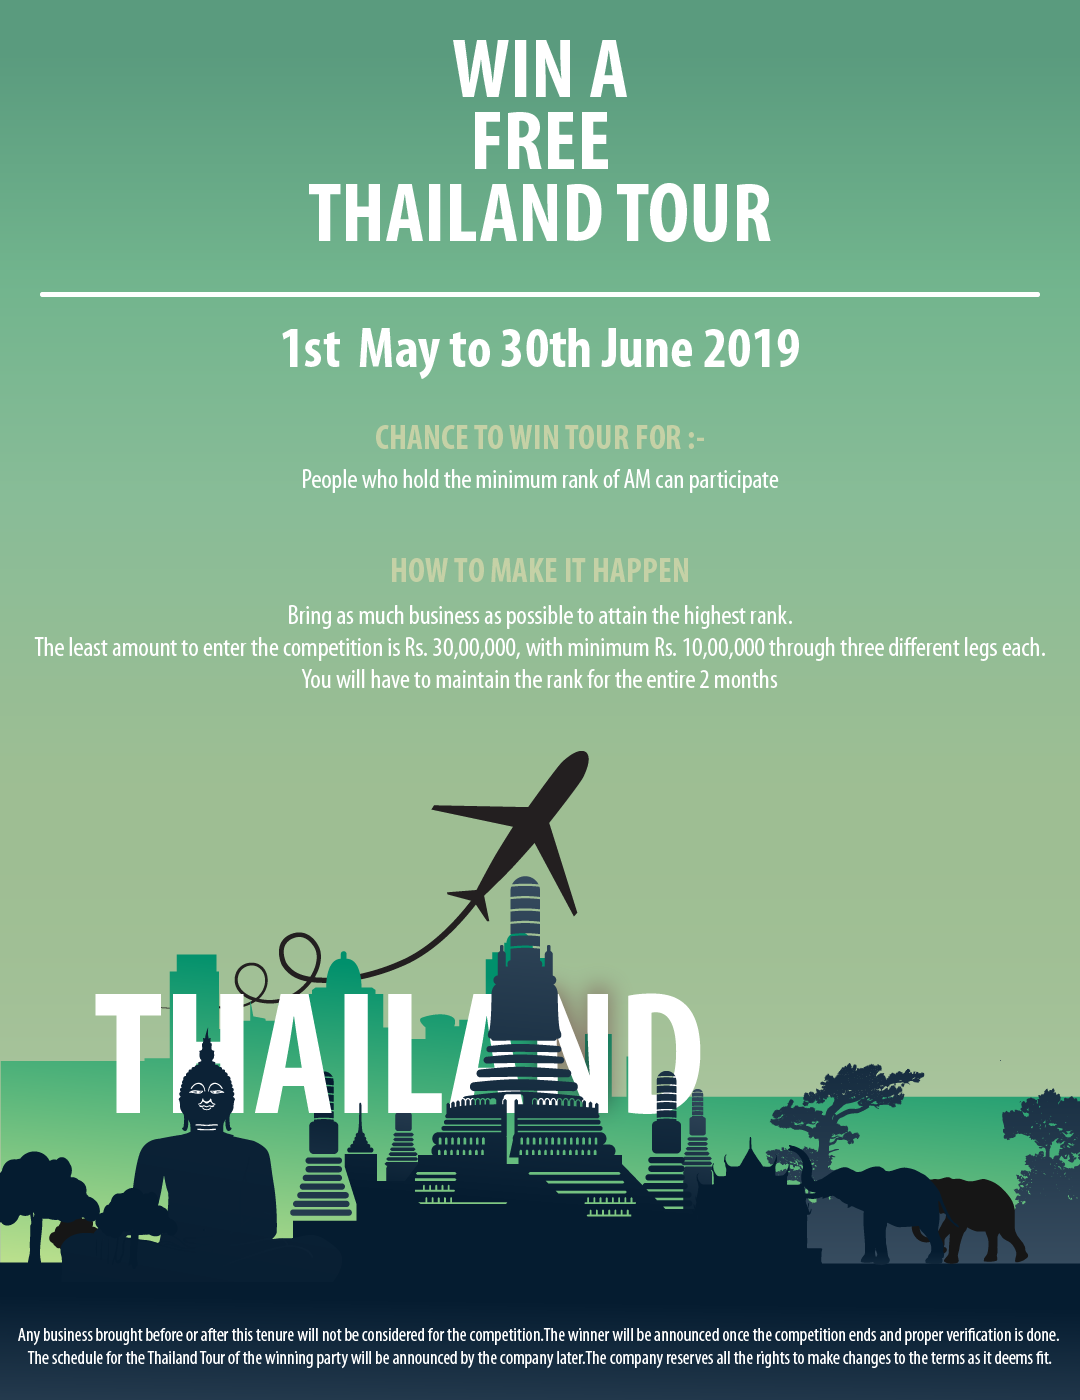 WIN A
FREE
THAILAND TOUR
1st May to 30th June 2019
CHANCE TO WIN TOUR FOR :-
People who hold the minimum rank of AM can participate
HOW TO MAKE IT HAPPEN
Bring as much business as possible to attain the highest rank.
The least amount to enter the competition is Rs. 30,00,000, with minimum Rs. 10,00,000 through three different legs each.
You will have to maintain the rank for the entire 2 months
THAILAND
Any business brought before or after this tenure will not be considered for the competition.The winner will be announced once the competition ends and proper verification is done.
The schedule for the Thailand Tour of the winning party will be announced by the company later.The company reserves all the rights to make changes to the terms as it deems fit.